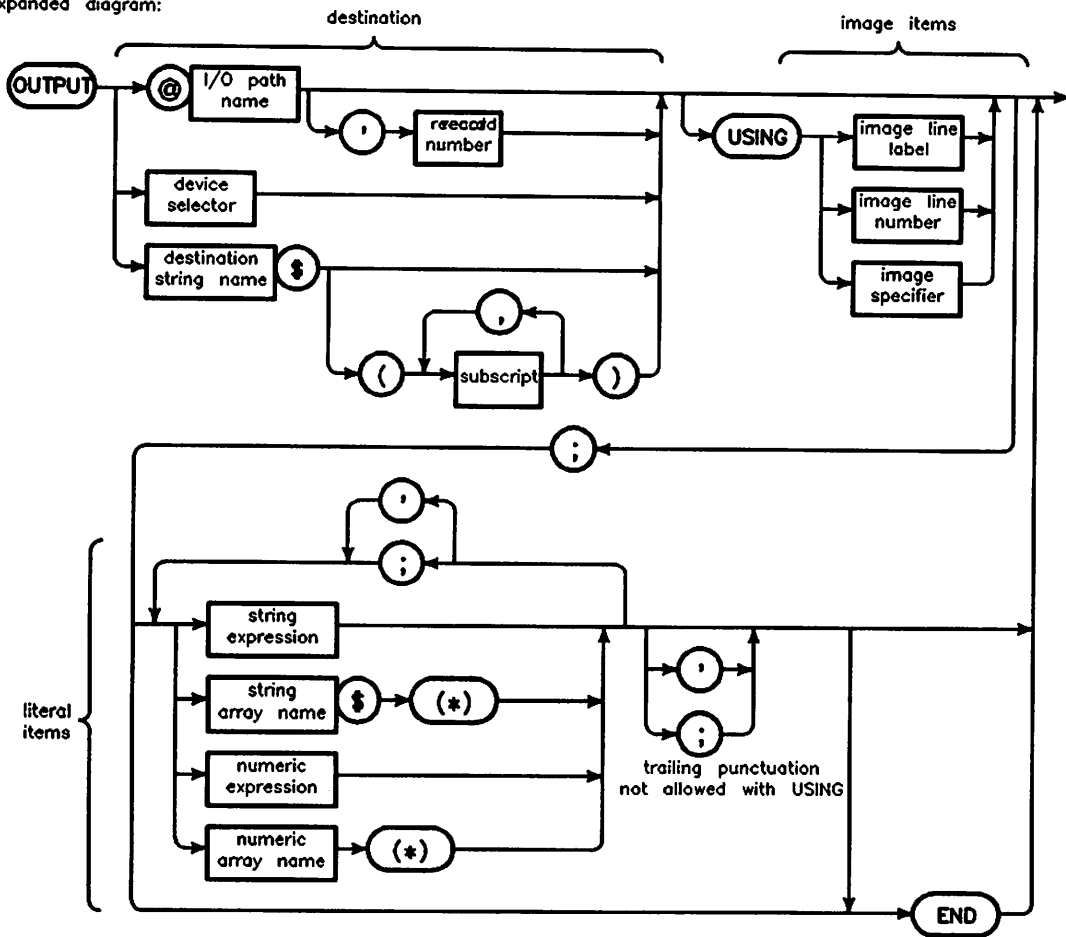 expanded diagram:
destination
image items
OUTPUT
@
I/O path
name
,
number
USING
image line
label
device
selector
image line
number
destination
string name
$
image
specifier
,
(
subscript
)
;
,
;
string
expression
literal
items
string
array name
$
(*)
,
;
numeric
expression
trailing punctuation
not allowed with USING
numeric
array name
(*)
END